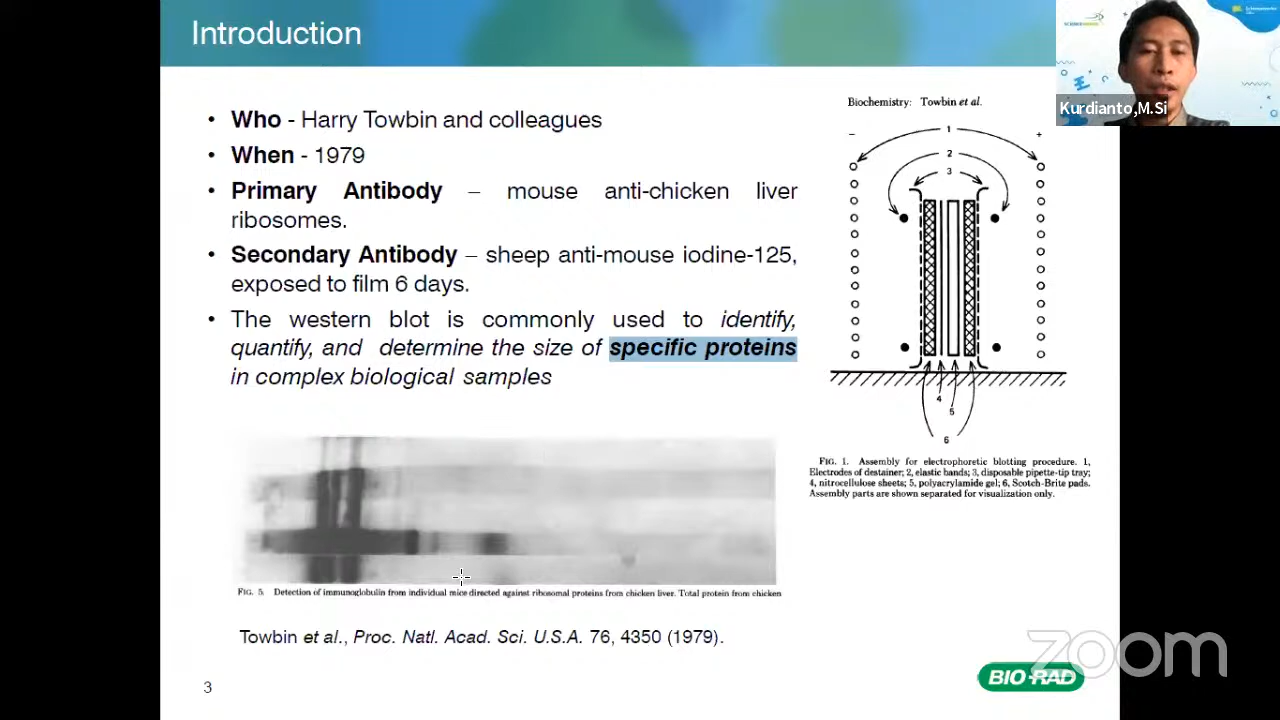 Introduction
• Who - Harry Towbin and colleagues
• When - 1979
• Primary Antibody – mouse anti-chicken liver
ribosomes.
• Secondary Antibody – sheep anti-mouse iodine-125,
exposed to film 6 days.
• The western blot is commonly used to identify,
quantify, and determine the size of specific proteins
in complex biological samples
FIG. 5. Detection of immunoglobulin from individual mice directed against ribosomal proteins from chicken liver. Total protein from chicken
Towbin et al., Proc. Natl. Acad. Sci. U.S.A. 76, 4350 (1979).
3
Biochemistry: Towbin et al.
– 1 +
2
3
4
5
6
FIG. 1. Assembly for electrophoretic blotting procedure. 1,
Electrodes of destainer; 2, elastic bands; 3, disposable pipette-tip tray;
4, nitrocellulose sheets; 5, polyacrylamide gel; 6, Scotch-Brite pads.
Assembly parts are shown separated for visualization only.
Kurdianto,M.Si
zoom
BIO-RAD